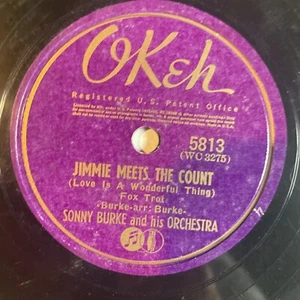 OKeh
Registered U.S. Patent Office
5813
(WC 3275)
JIMMIE MEETS THE COUNT
(Love Is A Wonderful Thing)
Fox Trot
-Burke-arr: Burke-
SONNY BURKE and his ORCHESTRA